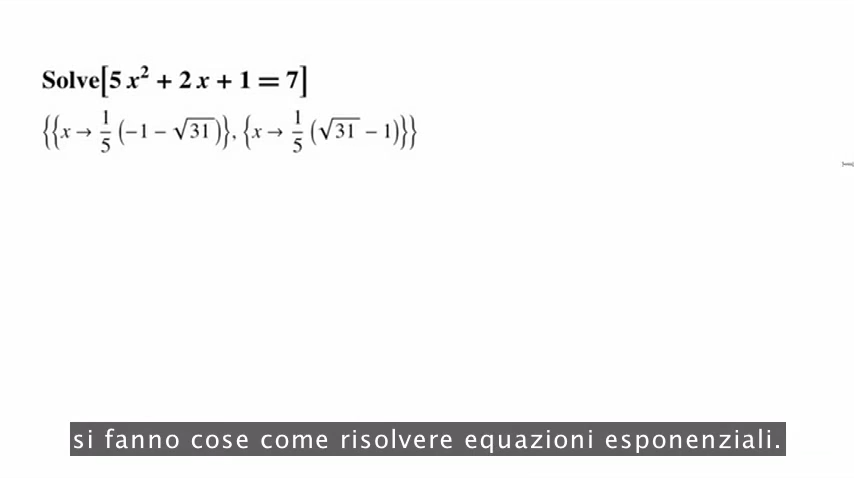 Solve[5 x² + 2 x + 1 = 7]
{{x → 1/5 (−1 − √31)}, {x → 1/5 (√31 − 1)}}
si fanno cose come risolvere equazioni esponenziali.